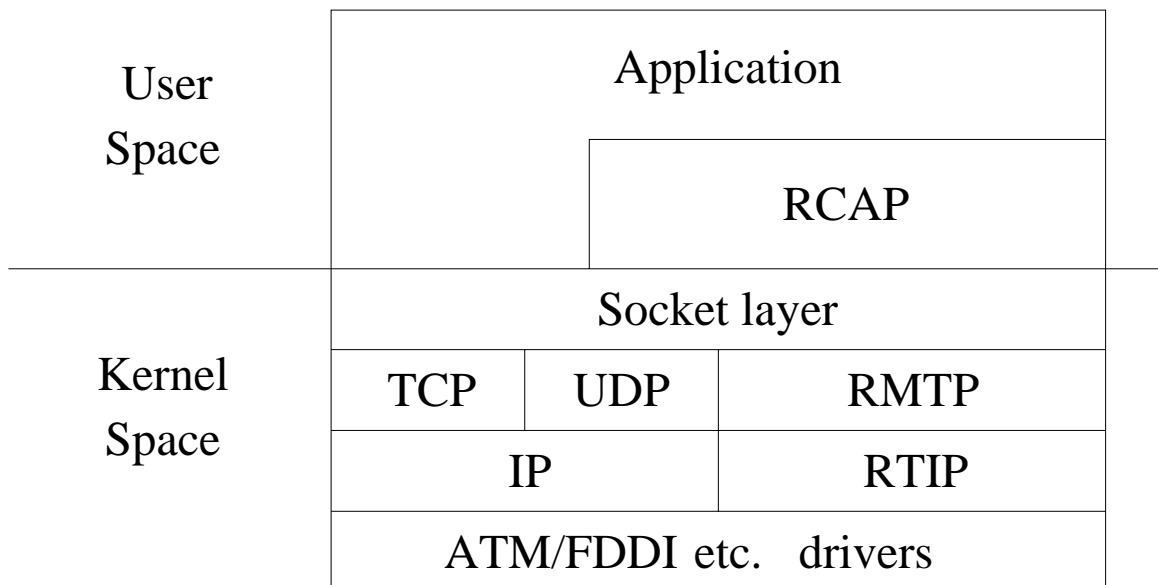 User
Space
Application
RCAP
Kernel
Space
Socket layer
TCP
UDP
RMTP
IP
RTIP
ATM/FDDI etc. drivers